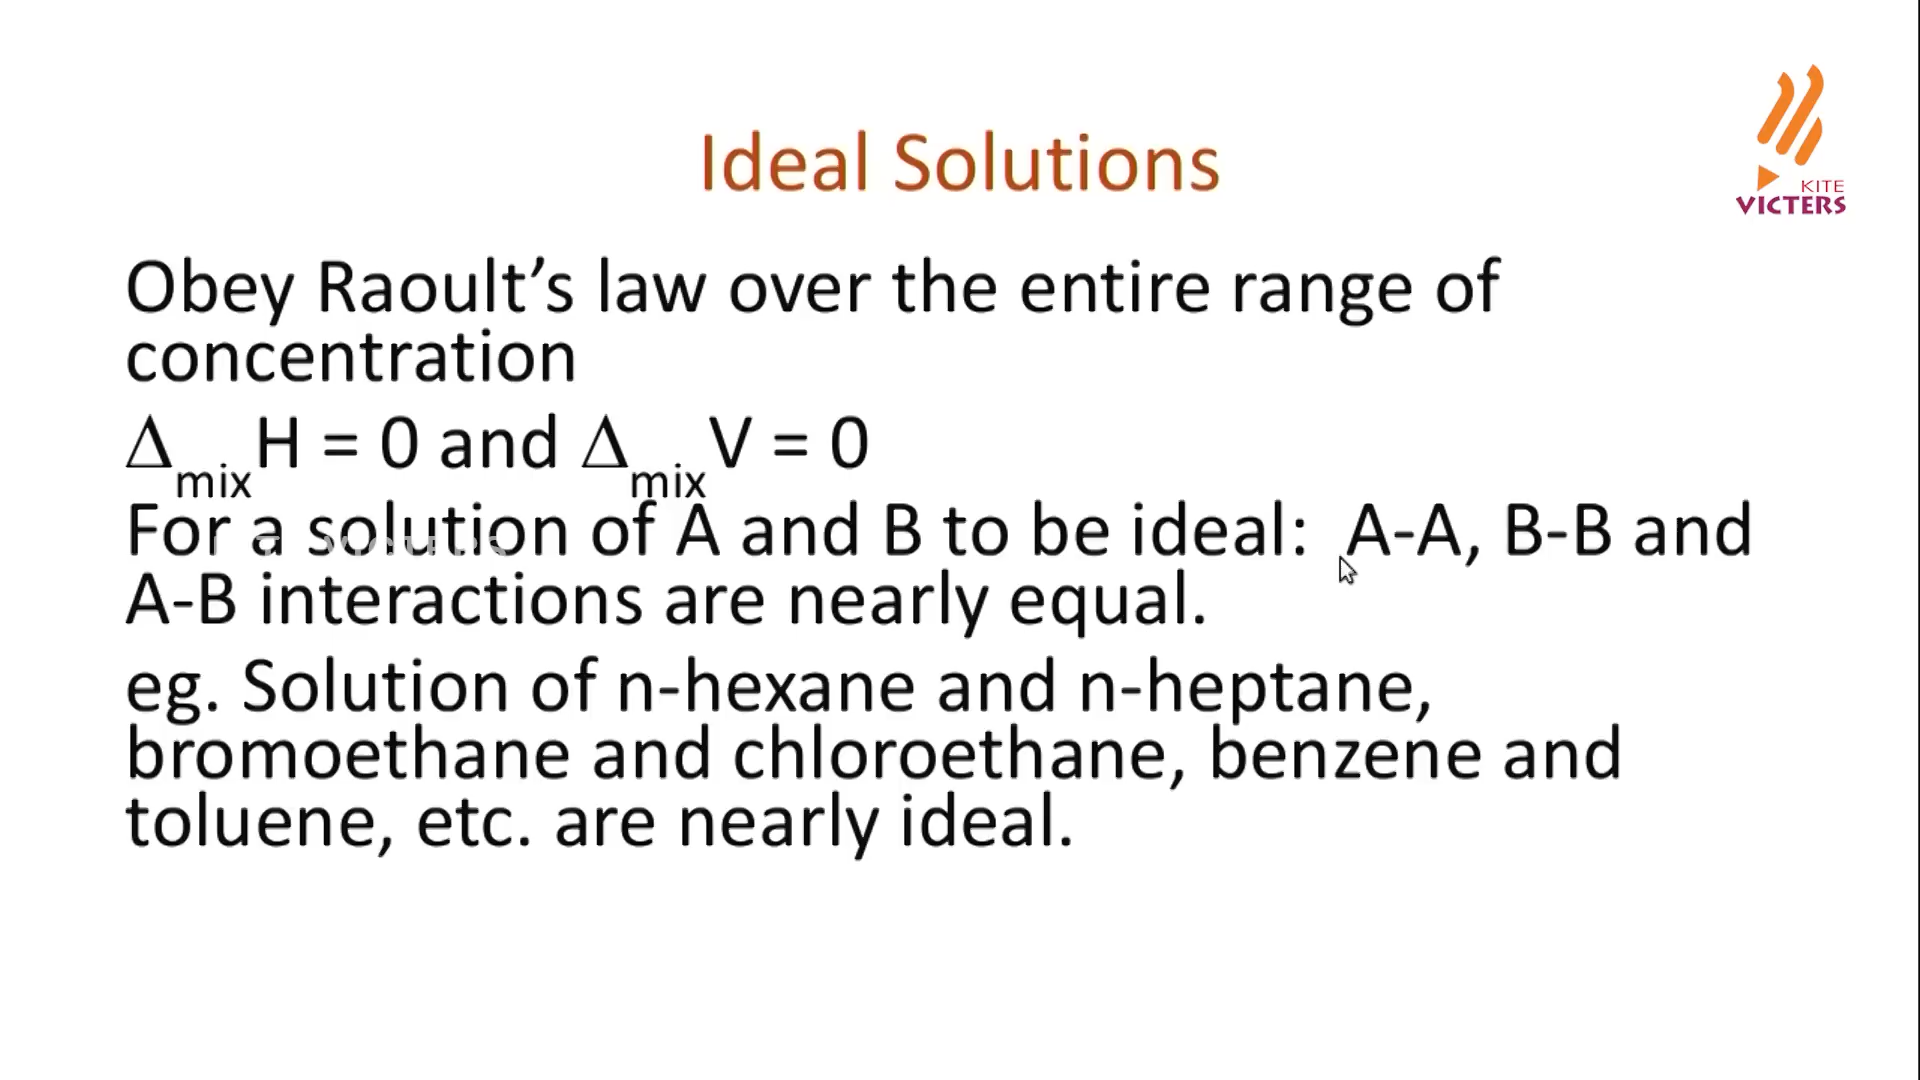 Ideal Solutions
KITE
VICTERS
Obey Raoult’s law over the entire range of
concentration
Δmix H = 0 and Δmix V = 0
For a solution of A and B to be ideal: A-A, B-B and
A-B interactions are nearly equal.
eg. Solution of n-hexane and n-heptane,
bromoethane and chloroethane, benzene and
toluene, etc. are nearly ideal.